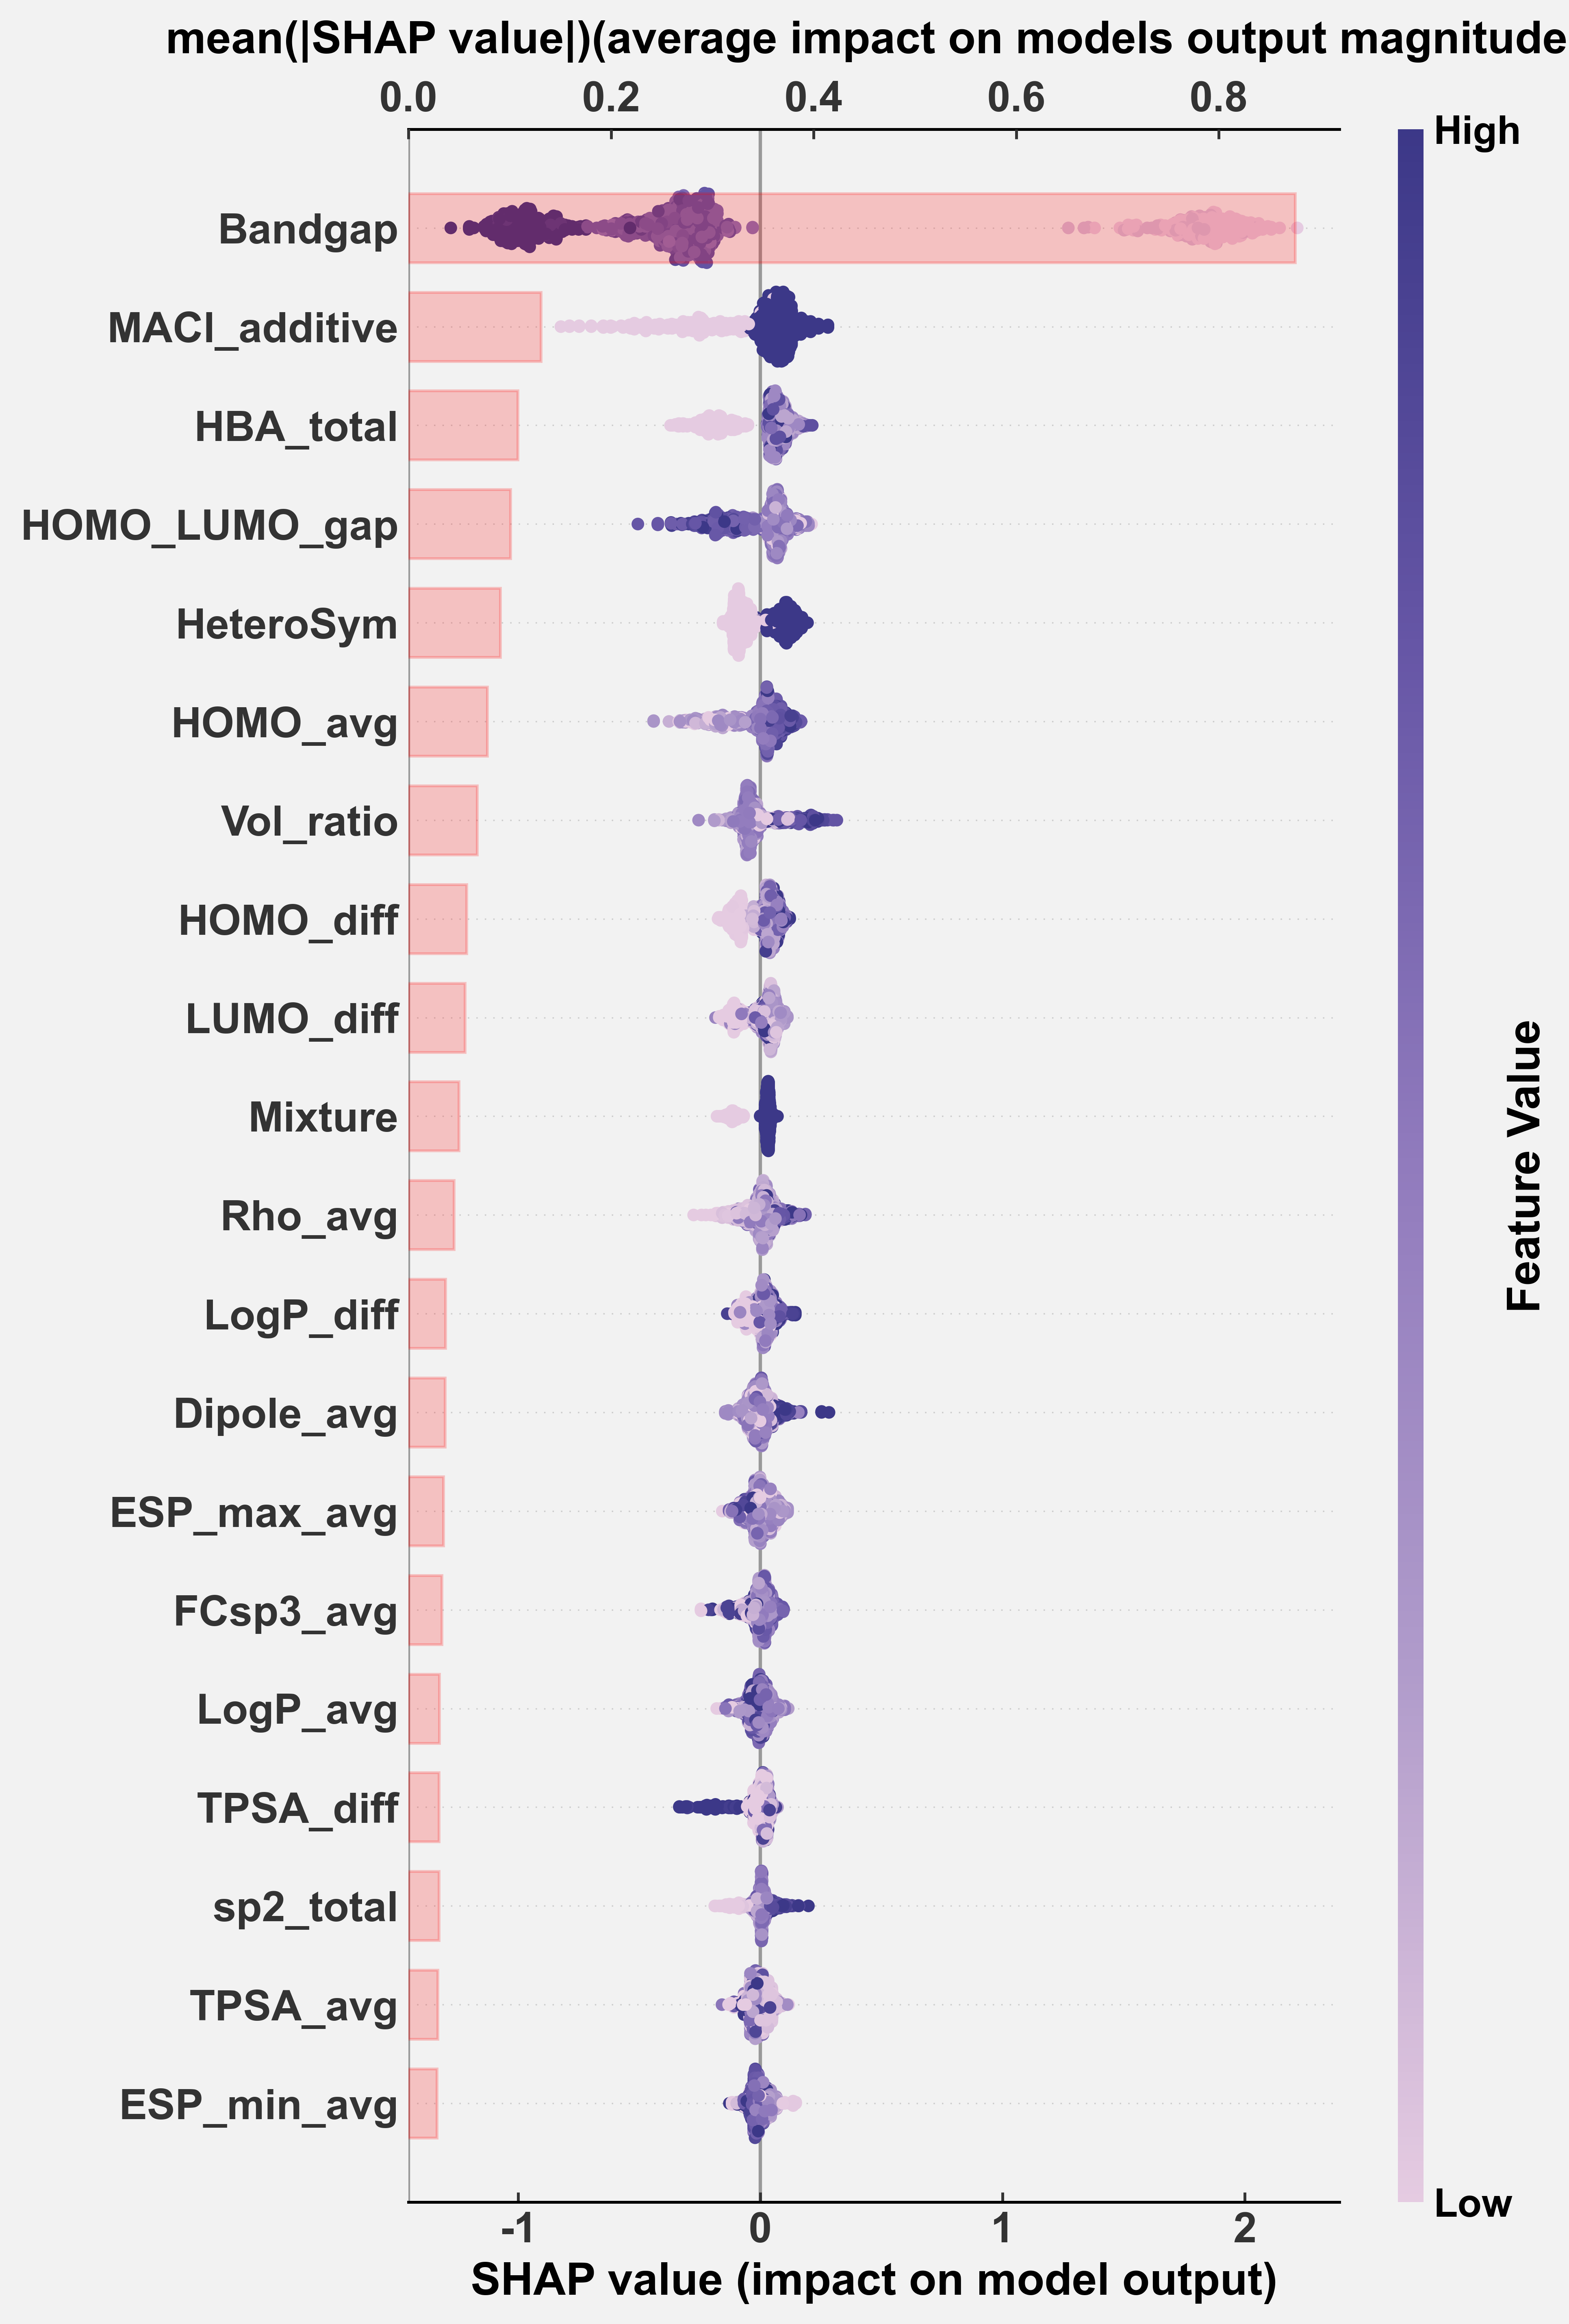 mean(|SHAP value|)(average impact on models output magnitude
0.0 0.2 0.4 0.6 0.8
High
Bandgap
MACl_additive
HBA_total
HOMO_LUMO_gap
HeteroSym
HOMO_avg
Vol_ratio
HOMO_diff
LUMO_diff
Mixture
Rho_avg
LogP_diff
Dipole_avg
ESP_max_avg
FCsp3_avg
LogP_avg
TPSA_diff
sp2_total
TPSA_avg
ESP_min_avg
Feature Value
Low
-1 0 1 2
SHAP value (impact on model output)